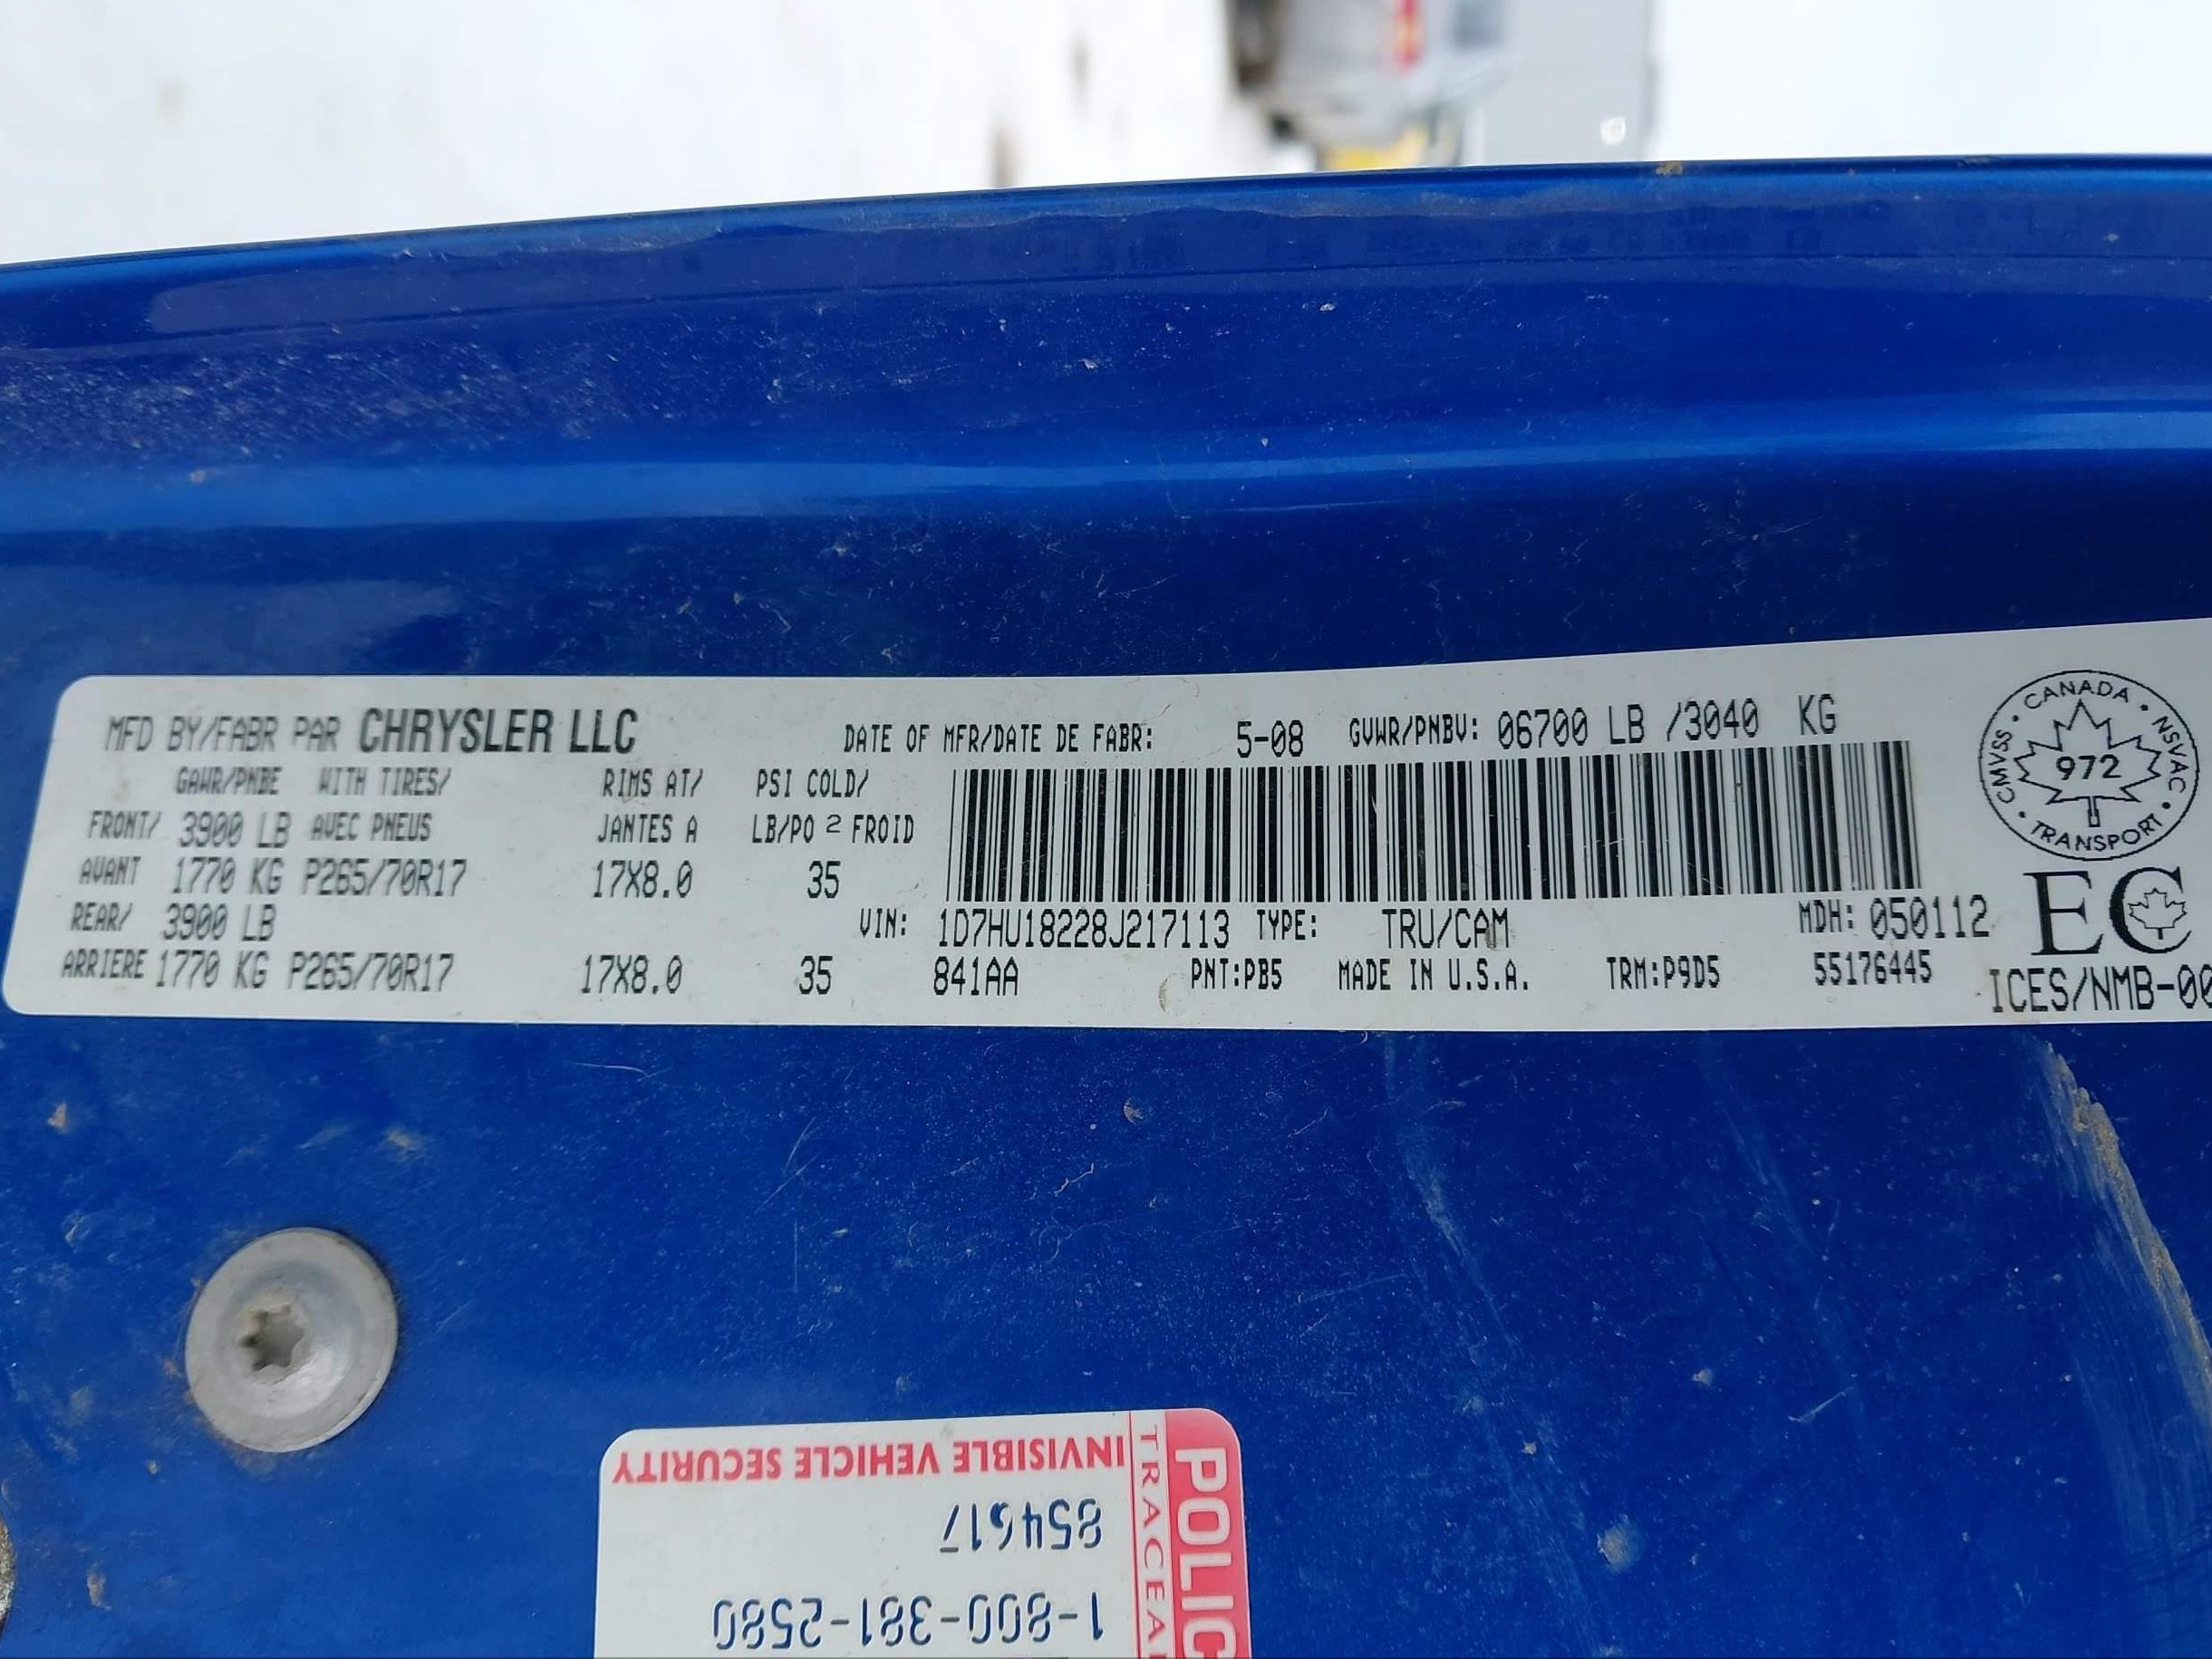 MFD BY/FABR PAR CHRYSLER LLC
DATE OF MFR/DATE DE FABR: 5-08 GVWR/PNBV: 06700 LB /3040 KG
GAWR/PNBE WITH TIRES/ RIMS AT/ PSI COLD/
FRONT/ 3900 LB AVEC PNEUS JANTES A LB/PO 2 FROID
AVANT 1770 KG P265/70R17 17X8.0 35
REAR/ 3900 LB
ARRIERE 1770 KG P265/70R17 17X8.0 35
VIN: 1D7HU18228J217113 TYPE: TRU/CAM MDH: 050112
841AA PNT:PB5 MADE IN U.S.A. TRM:P9D5 55176445
CANADA • NSVAC • TRANSPORT • CMVSS •
972
EC
ICES/NMB-00
POLIC
TRACEA
INVISIBLE VEHICLE SECURITY
854617
1-800-381-2580